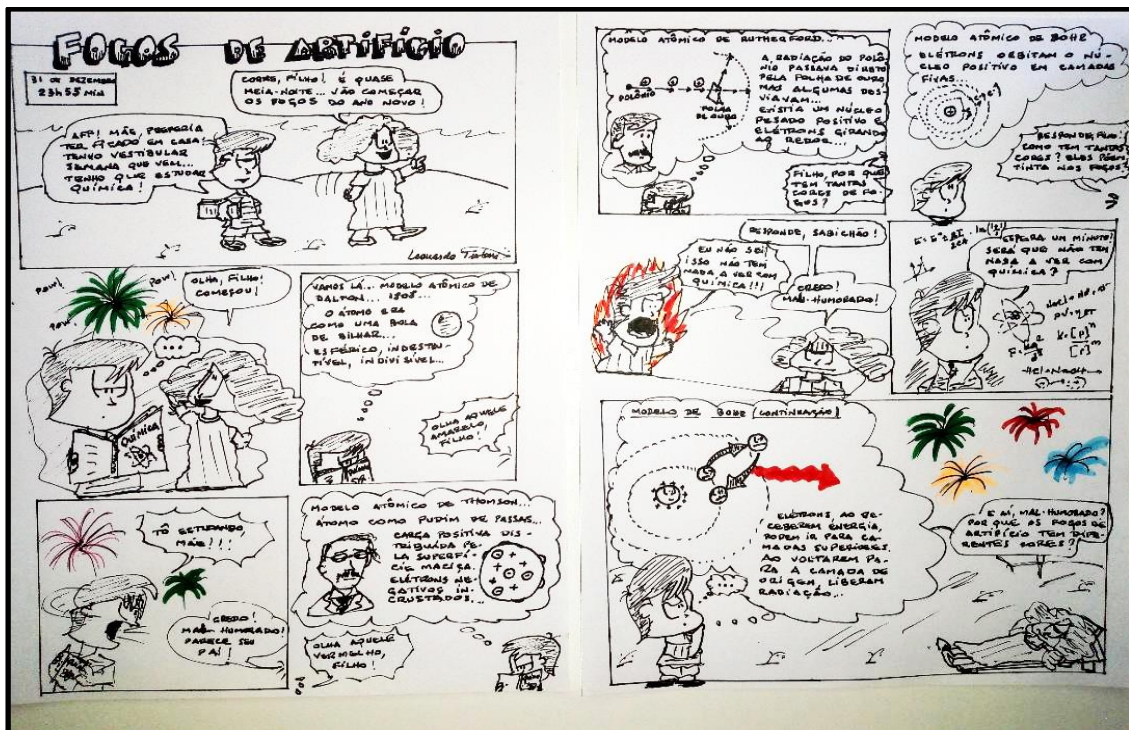 FOGOS DE ARTIFÍCIO
31 DE DEZEMBRO
23h55 MIN
CORRE, FILHO! É QUASE
MEIA-NOITE... VÃO COMEÇAR
OS FOGOS DO ANO NOVO!
AFF! MÃE, PREFERIA
TER FICADO EM CASA!
TENHO VESTIBULAR
SEMANA QUE VEM...
TENHO QUE ESTUDAR
QUÍMICA!
Leonardo
POW!
POW!
POW!
OLHA, FILHO!
COMEÇOU!
...
QUÍMICA
VAMOS LÁ... MODELO ATÔMICO DE
DALTON... 1808...
O ÁTOMO ERA
COMO UMA BOLA
DE BILHAR...
ESFÉRICO, INDESTRU-
TÍVEL, INDIVISÍVEL...
OLHA AQUELE
AMARELO,
FILHO!
TÔ ESTUDANDO,
MÃE!!!
CREDO!
MAL-HUMORADO!
PARECE SEU
PAI!
MODELO ATÔMICO DE THOMSON...
ÁTOMO COMO PUDIM DE PASSAS...
CARGA POSITIVA DIS-
TRIBUÍDA PE-
LA SUPERFÍ-
CIE MACIÇA.
ELÉTRONS NE-
GATIVOS IN-
CRUSTADOS...
OLHA AQUELE
VERMELHO,
FILHO!
MODELO ATÔMICO DE RUTHERFORD...
POLÔNIO
FOLHA
DE OURO
A RADIAÇÃO DO POLÔ-
NIO PASSAVA DIRETO
PELA FOLHA DE OURO
MAS ALGUMAS DES-
VIAVAM...
EXISTIA UM NÚCLEO
PESADO POSITIVO E
ELÉTRONS GIRANDO
AO REDOR...
FILHO, POR QUE
TEM TANTAS
CORES DE FO-
GOS?
MODELO ATÔMICO DE BOHR
ELÉTRONS ORBITAM O NÚ-
CLEO POSITIVO EM CAMADAS
FIXAS...
RESPONDE, FILHO!
COMO TEM TANTAS
CORES? ELES PÕEM
TINTA NOS FOGOS?
RESPONDE, SABICHÃO!
EU NÃO SEI!
ISSO NÃO TEM
NADA A VER COM
QUÍMICA!!!
CREDO!
MAL-HUMORADO!
ESPERA UM MINUTO!
SERÁ QUE NÃO TEM
NADA A VER COM
QUÍMICA?
MODELO DE BOHR (CONTINUAÇÃO)
ELÉTRONS, AO RE-
CEBEREM ENERGIA,
PODEM IR PARA CA-
MADAS SUPERIORES.
AO VOLTAREM PA-
RA A CAMADA DE
ORIGEM, LIBERAM
RADIAÇÃO...
...
E AÍ, MAL-HUMORADO?
POR QUE OS FOGOS DE
ARTIFÍCIO TEM DIFE-
RENTES CORES?